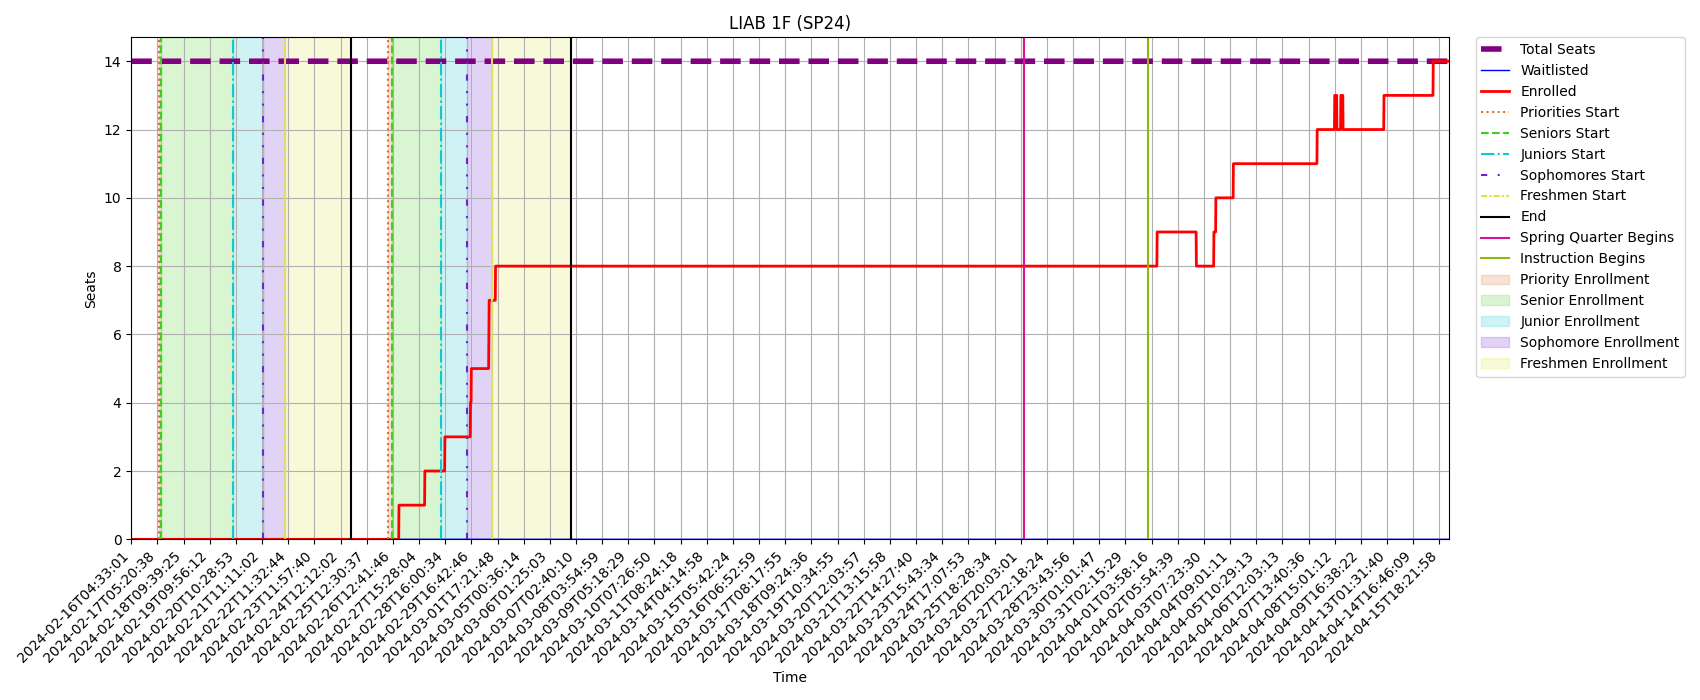 LIAB 1F (SP24)
Seats
14
12
10
8
6
4
2
0
2024-02-16T04:33:01
2024-02-17T05:20:38
2024-02-18T09:39:25
2024-02-19T09:56:12
2024-02-20T10:28:53
2024-02-21T11:11:02
2024-02-22T11:32:44
2024-02-23T11:57:40
2024-02-24T12:12:02
2024-02-25T12:30:37
2024-02-26T12:41:46
2024-02-27T15:28:04
2024-02-28T16:00:34
2024-02-29T16:42:46
2024-03-01T17:21:48
2024-03-05T00:36:14
2024-03-06T01:25:03
2024-03-07T02:40:10
2024-03-08T03:54:59
2024-03-09T05:18:29
2024-03-10T07:26:50
2024-03-11T08:24:18
2024-03-14T04:14:58
2024-03-15T05:42:24
2024-03-16T06:52:59
2024-03-17T08:17:55
2024-03-18T09:24:36
2024-03-19T10:34:55
2024-03-20T12:03:57
2024-03-21T13:15:58
2024-03-22T14:27:40
2024-03-23T15:43:34
2024-03-24T17:07:53
2024-03-25T18:28:34
2024-03-26T20:03:01
2024-03-27T22:18:24
2024-03-28T23:43:56
2024-03-30T01:01:47
2024-03-31T02:15:29
2024-04-01T03:58:16
2024-04-02T05:54:39
2024-04-03T07:23:30
2024-04-04T09:01:11
2024-04-05T10:29:13
2024-04-06T12:03:13
2024-04-07T13:40:36
2024-04-08T15:01:12
2024-04-09T16:38:22
2024-04-13T01:31:40
2024-04-14T16:46:09
2024-04-15T18:21:58
Time
Total Seats
Waitlisted
Enrolled
Priorities Start
Seniors Start
Juniors Start
Sophomores Start
Freshmen Start
End
Spring Quarter Begins
Instruction Begins
Priority Enrollment
Senior Enrollment
Junior Enrollment
Sophomore Enrollment
Freshmen Enrollment